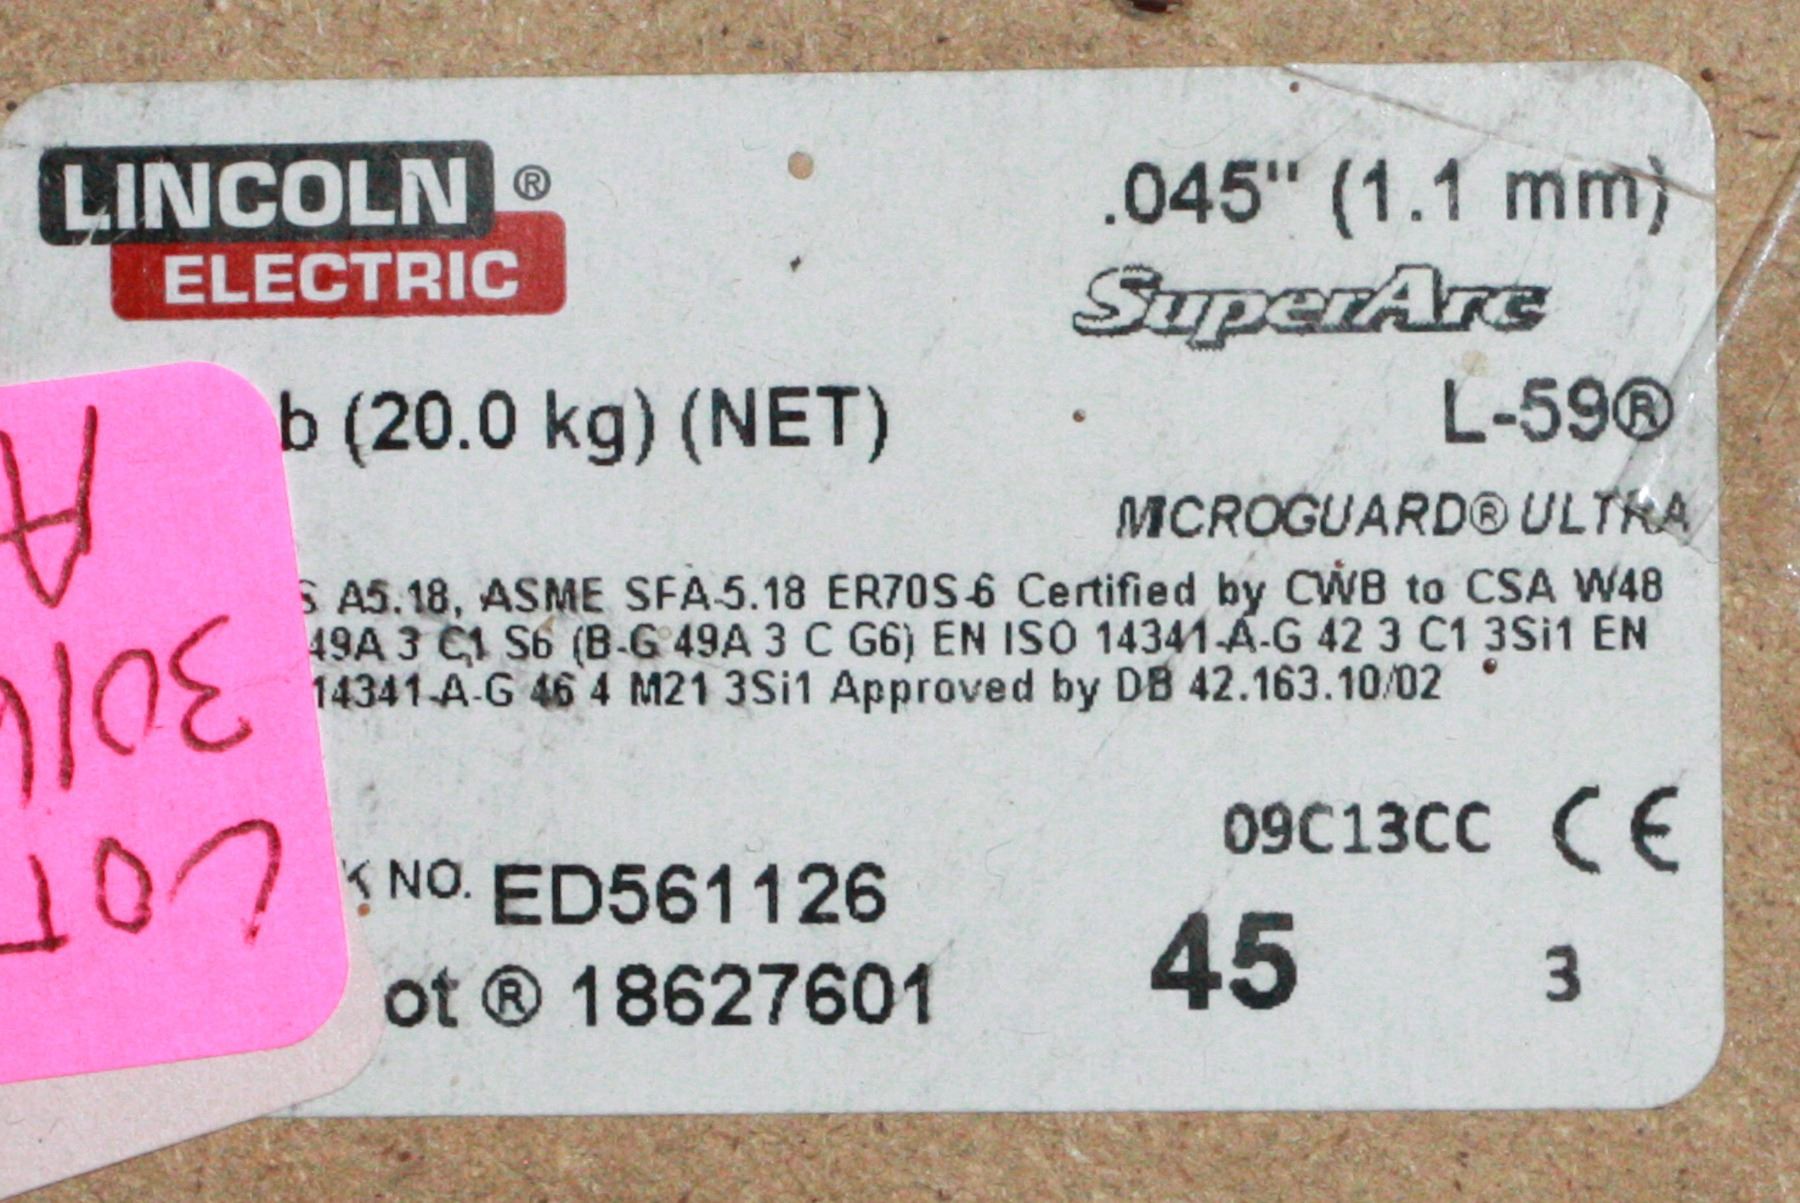 LINCOLN ®
ELECTRIC
.045" (1.1 mm)
SuperArc
b (20.0 kg) (NET)
L-59®
MICROGUARD® ULTRA
S A5.18, ASME SFA-5.18 ER70S-6 Certified by CWB to CSA W48
49A 3 C1 S6 (B-G 49A 3 C G6) EN ISO 14341-A-G 42 3 C1 3Si1 EN
14341-A-G 46 4 M21 3Si1 Approved by DB 42.163.10/02
09C13CC CE
K NO. ED561126
ot ® 18627601
45 3
LOT
301
A